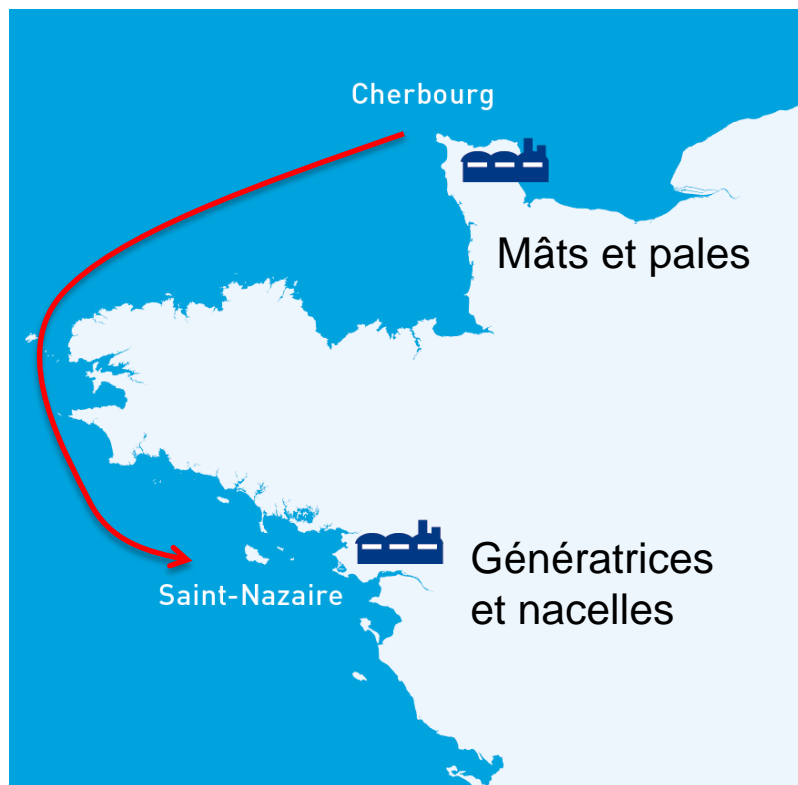 Cherbourg
Mâts et pales
Génératrices
et nacelles
Saint-Nazaire